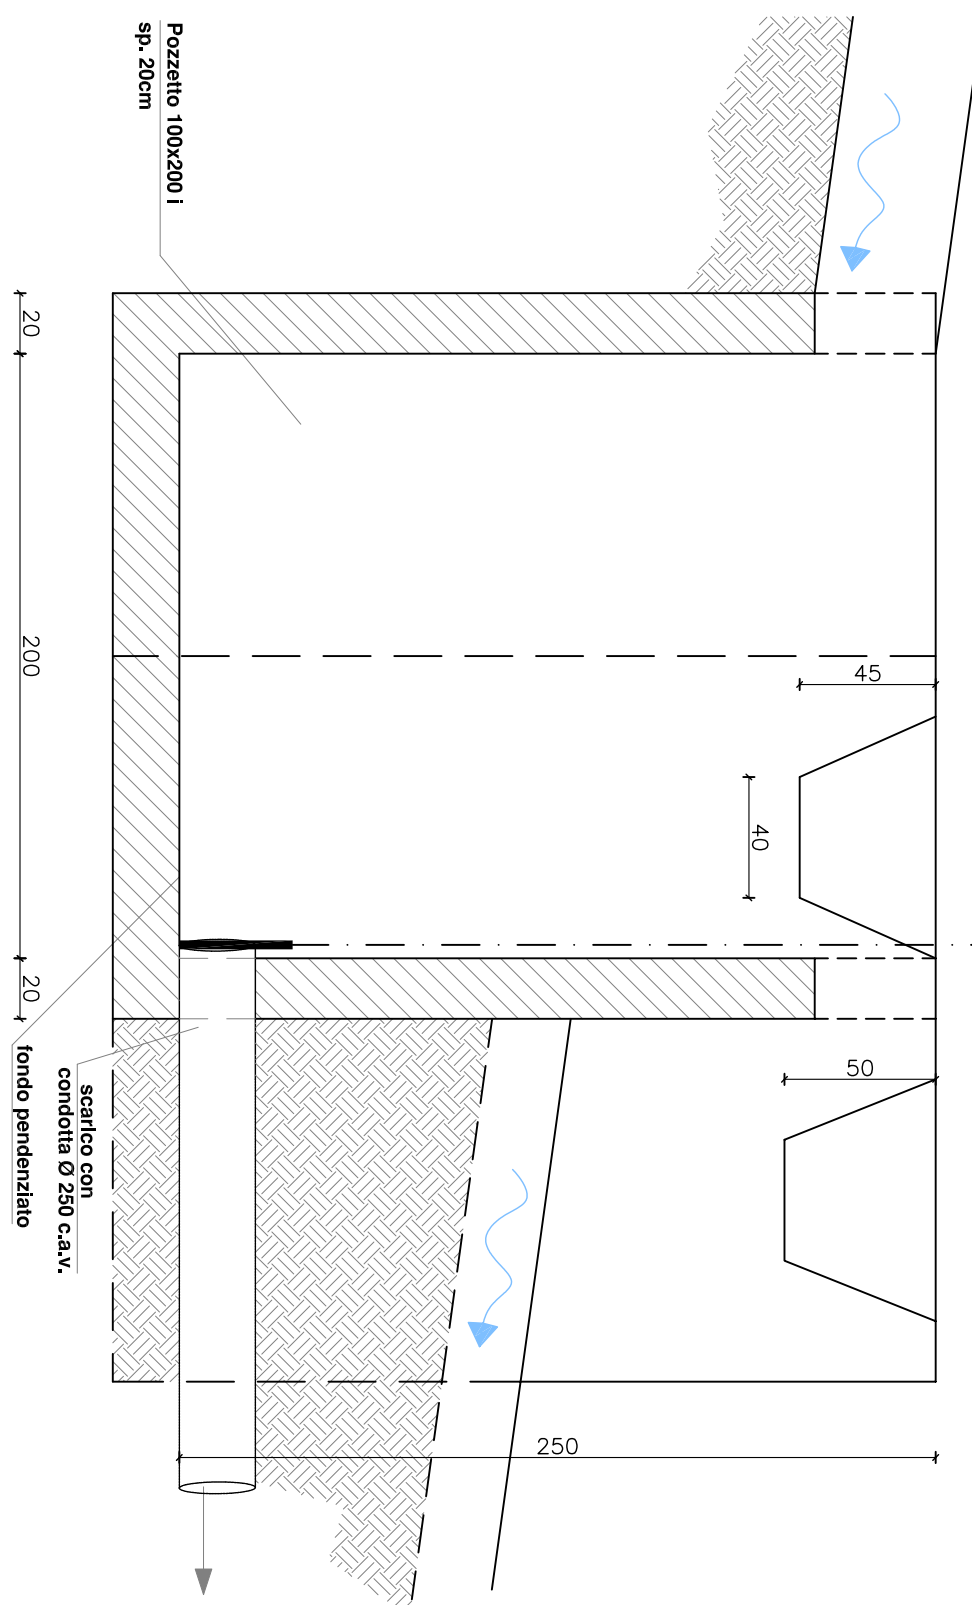 Pozzetto 100x200 i
sp. 20cm
20
200
20
45
40
50
250
scarico con
condotta Ø 250 c.a.v.
fondo pendenziato